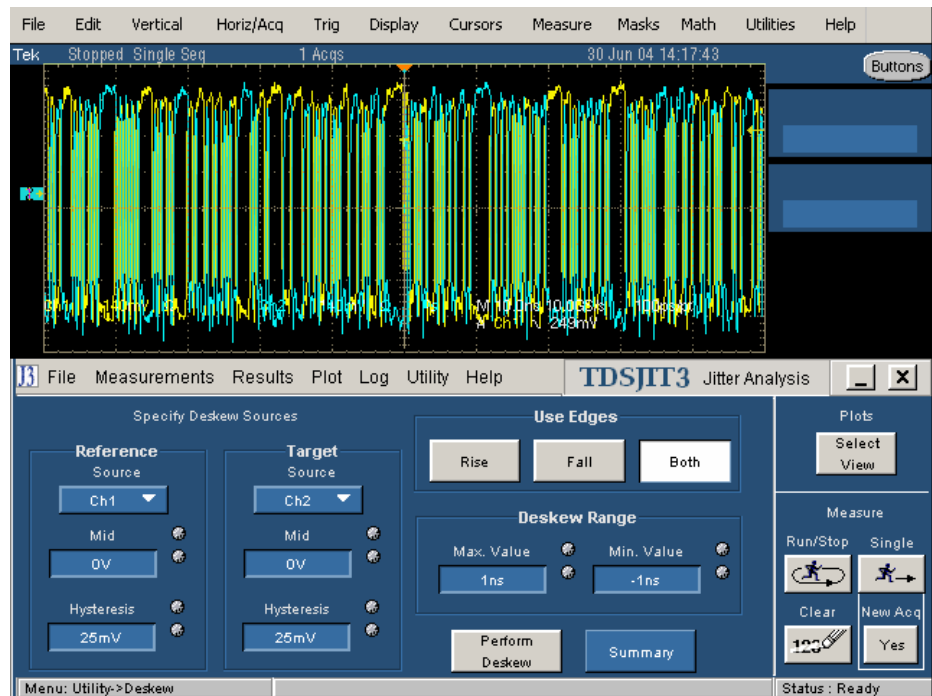 File Edit Vertical Horiz/Acq Trig Display Cursors Measure Masks Math Utilities Help
Tek Stopped Single Seq 1 Acqs 30 Jun 04 14:17:43
Buttons
140mV
A Ch1 249mV
J3 File Measurements Results Plot Log Utility Help TDSJIT3 Jitter Analysis
Specify Deskew Sources
Reference
Source
Ch1
Mid
0V
Hysteresis
25mV
Target
Source
Ch2
Mid
0V
Hysteresis
25mV
Use Edges
Rise Fall Both
Deskew Range
Max. Value Min. Value
1ns -1ns
Perform
Deskew
Summary
Plots
Select
View
Measure
Run/Stop Single
Clear New Acq
123 Yes
Menu: Utility->Deskew Status : Ready